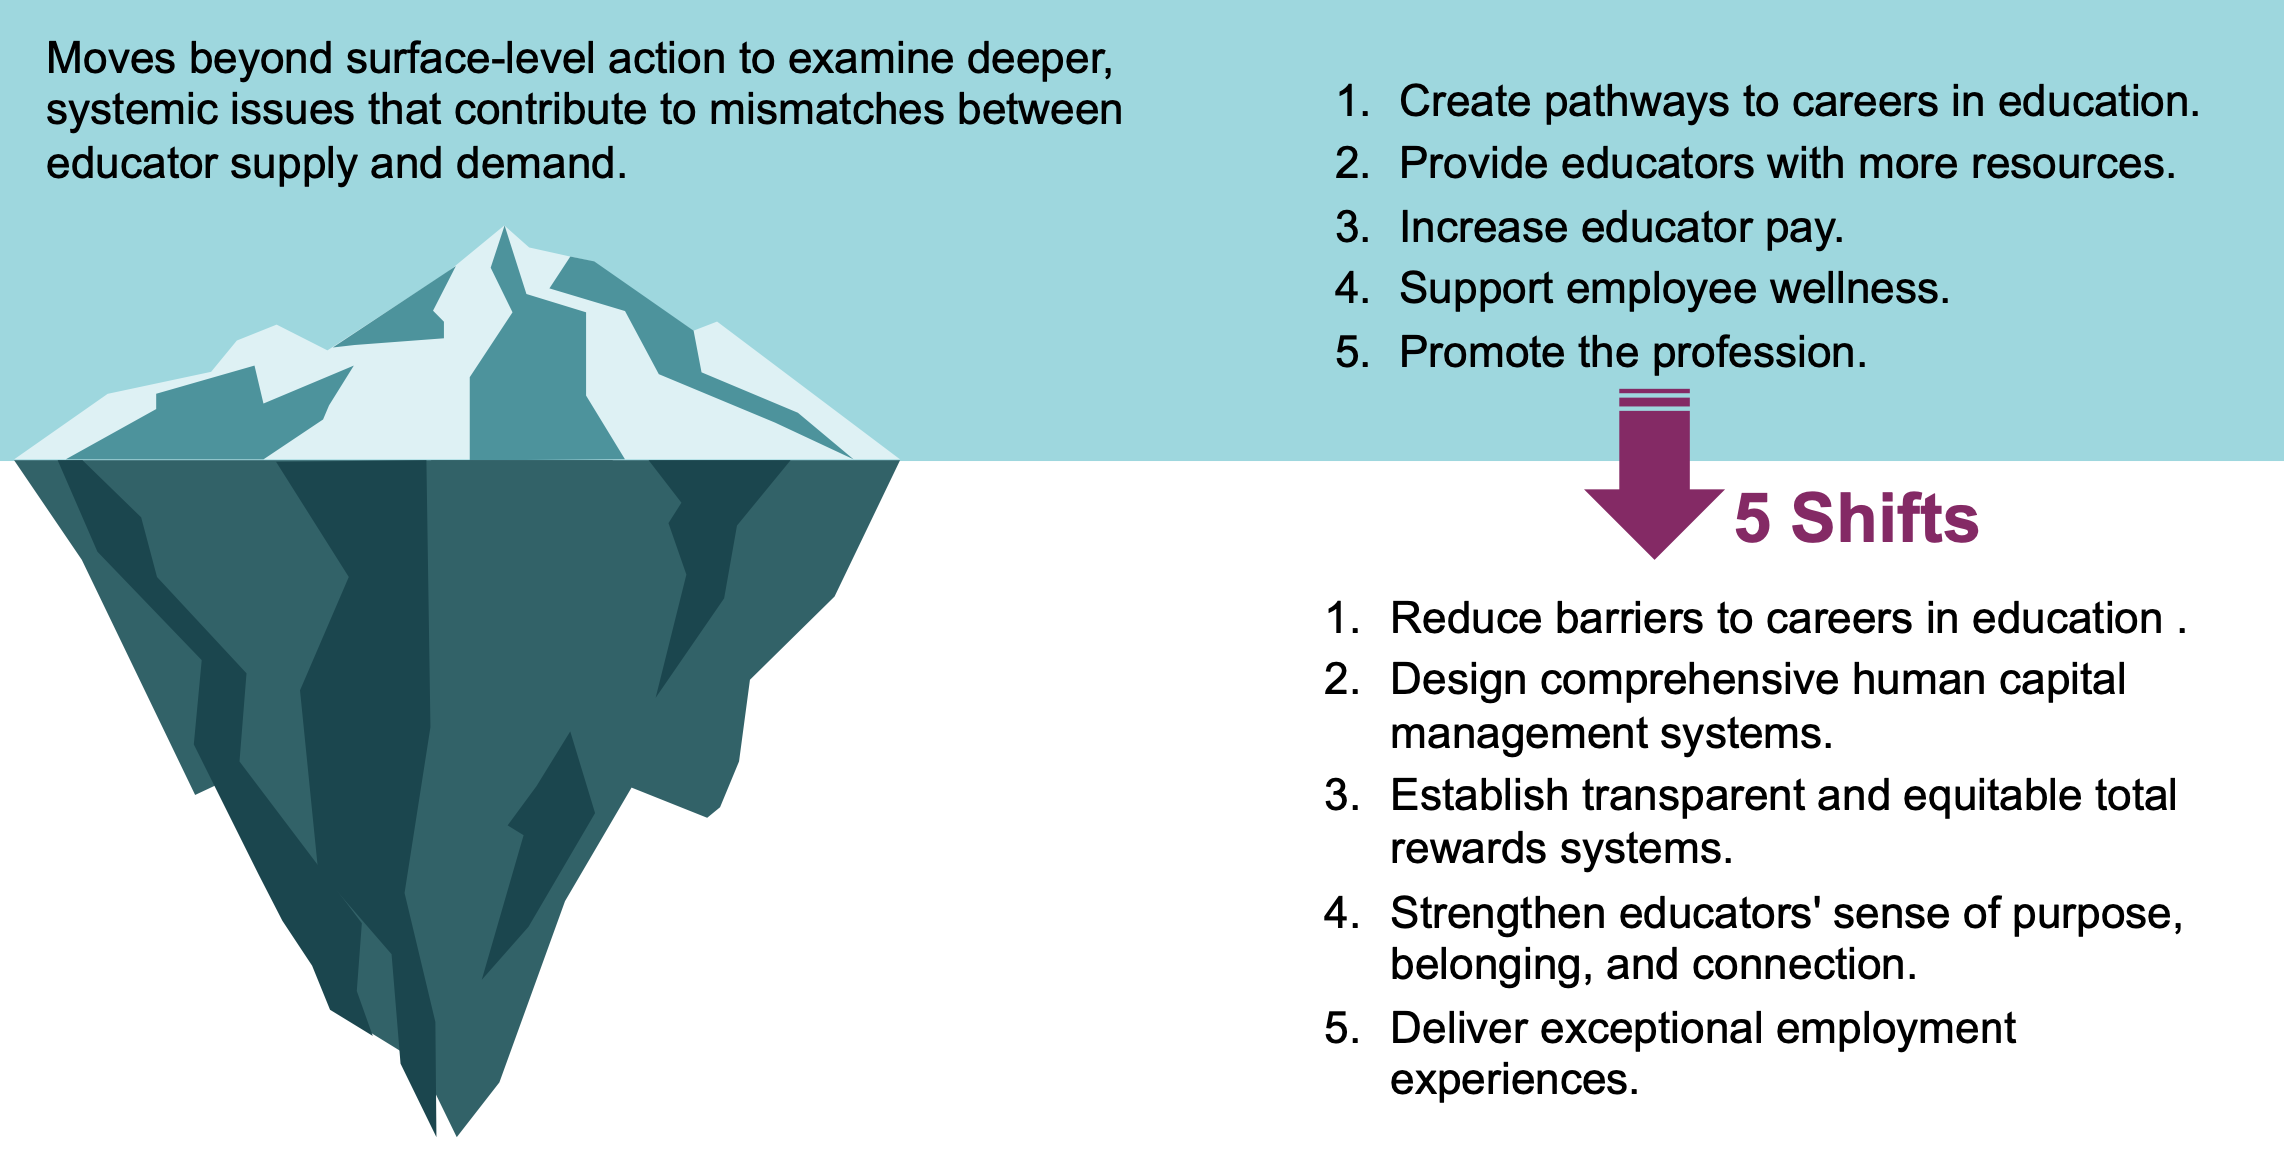 Moves beyond surface-level action to examine deeper,
systemic issues that contribute to mismatches between
educator supply and demand.
1. Create pathways to careers in education.
2. Provide educators with more resources.
3. Increase educator pay.
4. Support employee wellness.
5. Promote the profession.
5 Shifts
1. Reduce barriers to careers in education .
2. Design comprehensive human capital
management systems.
3. Establish transparent and equitable total
rewards systems.
4. Strengthen educators' sense of purpose,
belonging, and connection.
5. Deliver exceptional employment
experiences.